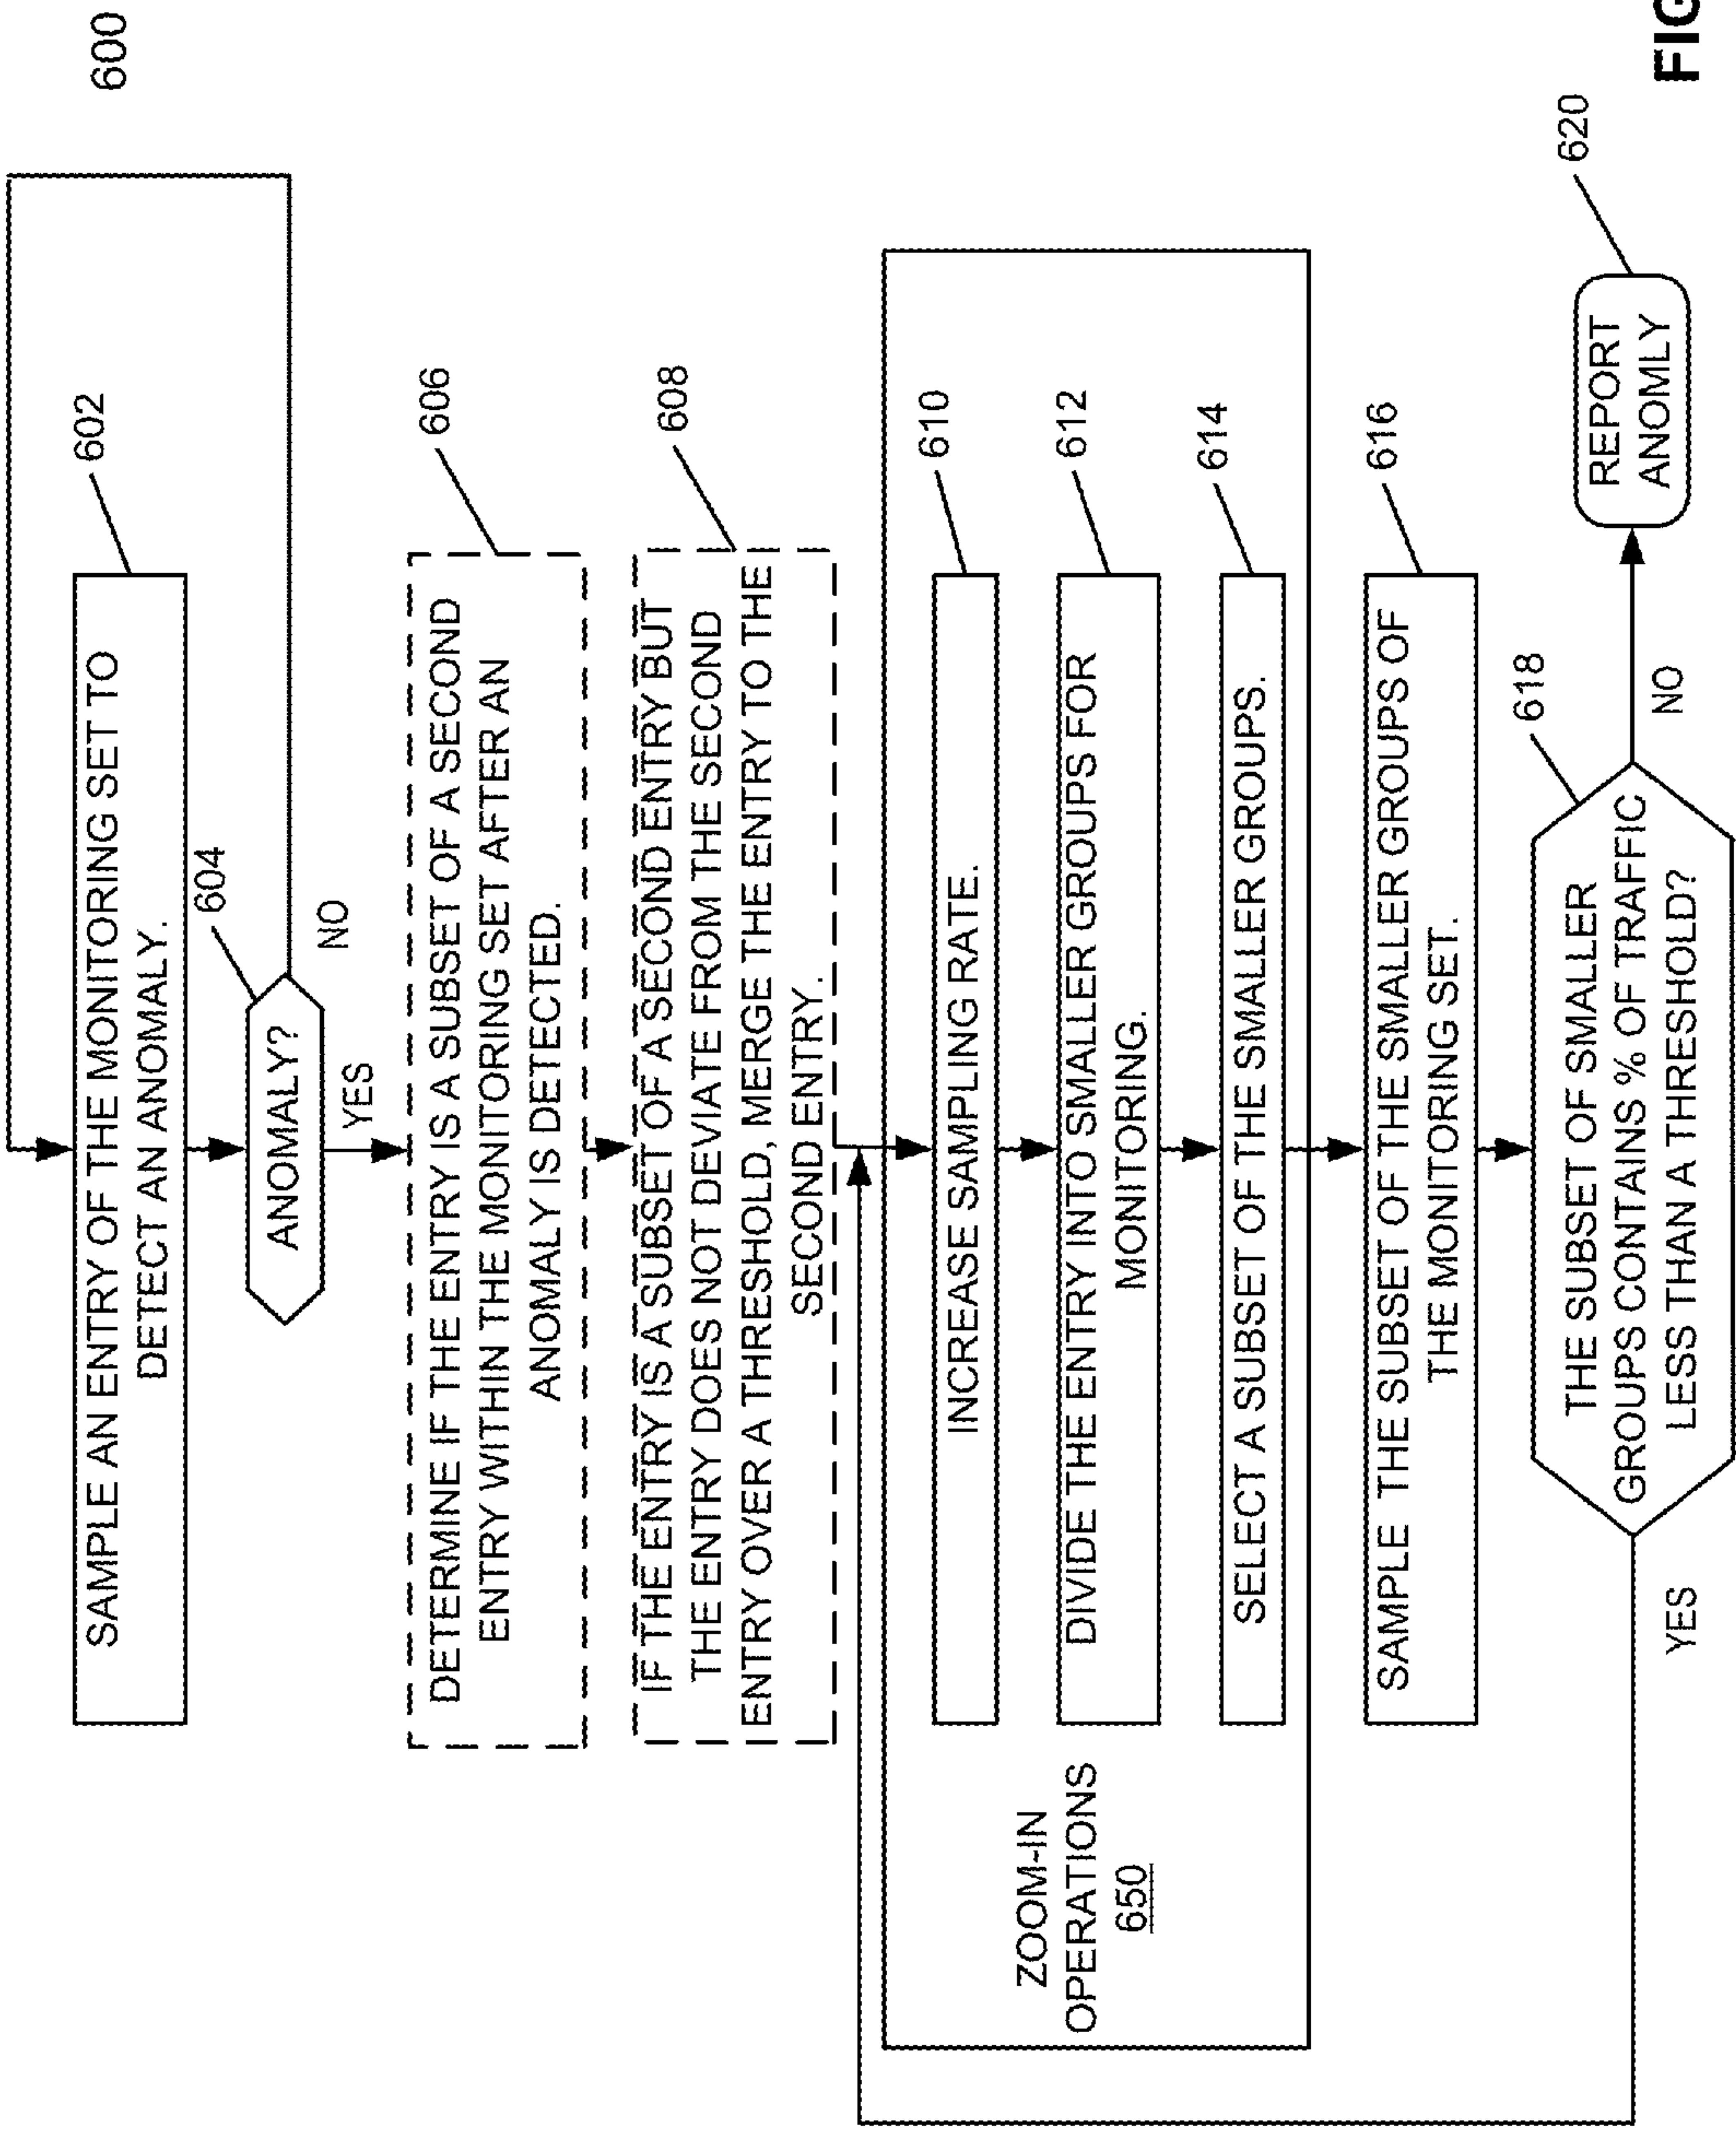 600
SAMPLE AN ENTRY OF THE MONITORING SET TO
DETECT AN ANOMALY.
602
604
ANOMALY?
NO
YES
DETERMINE IF THE ENTRY IS A SUBSET OF A SECOND
ENTRY WITHIN THE MONITORING SET AFTER AN
ANOMALY IS DETECTED.
606
IF THE ENTRY IS A SUBSET OF A SECOND ENTRY BUT
THE ENTRY DOES NOT DEVIATE FROM THE SECOND
ENTRY OVER A THRESHOLD, MERGE THE ENTRY TO THE
SECOND ENTRY.
608
ZOOM-IN
OPERATIONS
650
INCREASE SAMPLING RATE.
610
DIVIDE THE ENTRY INTO SMALLER GROUPS FOR
MONITORING.
612
SELECT A SUBSET OF THE SMALLER GROUPS.
614
SAMPLE THE SUBSET OF THE SMALLER GROUPS OF
THE MONITORING SET.
616
618
THE SUBSET OF SMALLER
GROUPS CONTAINS % OF TRAFFIC
LESS THAN A THRESHOLD?
YES
NO
REPORT
ANOMLY
620